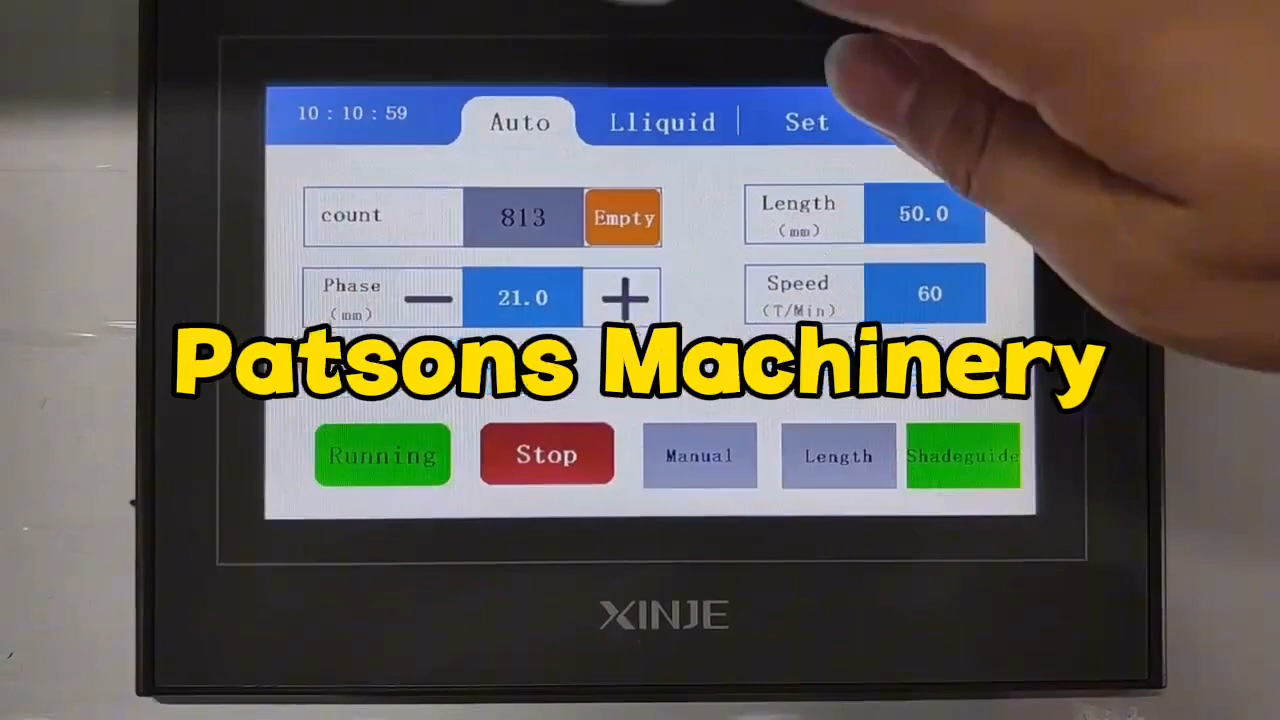 10:10:59
Auto
Lliquid
Set
count
813
Empty
Length
(mm)
50.0
Phase
(mm)
21.0
Speed
(T/Min)
60
Patsons Machinery
Running
Stop
Manual
Length
Shadeguide
XINJE